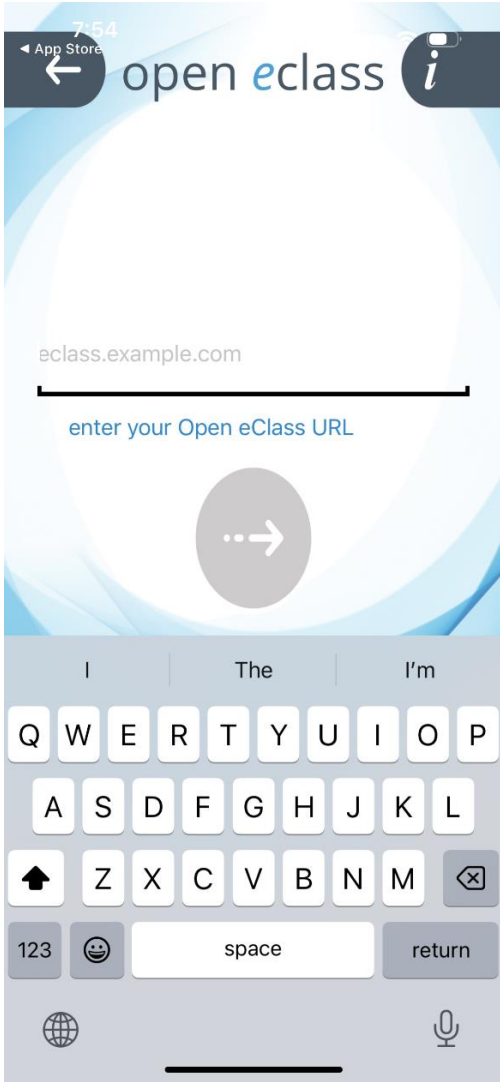 7:54
◀ App Store
open eclass
i
eclass.example.com
enter your Open eClass URL
I The I'm
Q W E R T Y U I O P
A S D F G H J K L
Z X C V B N M
123 space return